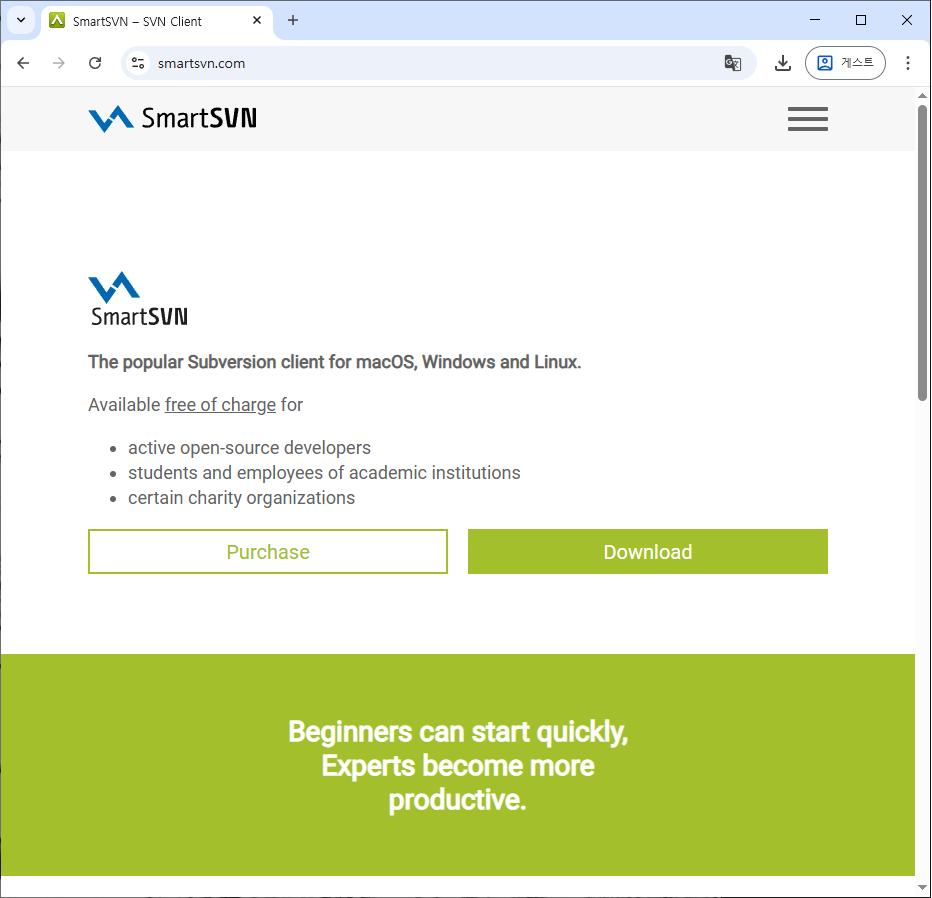 SmartSVN – SVN Client
smartsvn.com
게스트
SmartSVN
SmartSVN
The popular Subversion client for macOS, Windows and Linux.
Available free of charge for
active open-source developers
students and employees of academic institutions
certain charity organizations
Purchase
Download
Beginners can start quickly,
Experts become more
productive.